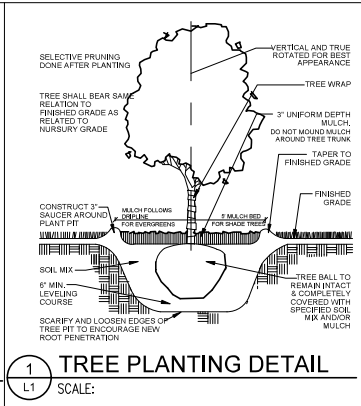 SELECTIVE PRUNING
DONE AFTER PLANTING
TREE SHALL BEAR SAME
RELATION TO
FINISHED GRADE AS
RELATED TO
NURSURY GRADE
CONSTRUCT 3"
SAUCER AROUND
PLANT PIT
SOIL MIX
6" MIN.
LEVELING
COURSE
SCARIFY AND LOOSEN EDGES OF
TREE PIT TO ENCOURAGE NEW
ROOT PENETRATION
MULCH FOLLOWS
DRIPLINE
FOR EVERGREENS
5' MULCH BED
FOR SHADE TREES
VERTICAL AND TRUE
ROTATED FOR BEST
APPEARANCE
TREE WRAP
3" UNIFORM DEPTH
MULCH,
DO NOT MOUND MULCH
AROUND TREE TRUNK
TAPER TO
FINISHED GRADE
FINISHED
GRADE
TREE BALL TO
REMAIN INTACT
& COMPLETELY
COVERED WITH
SPECIFIED SOIL
MIX AND/OR
MULCH
1
L1
TREE PLANTING DETAIL
SCALE: